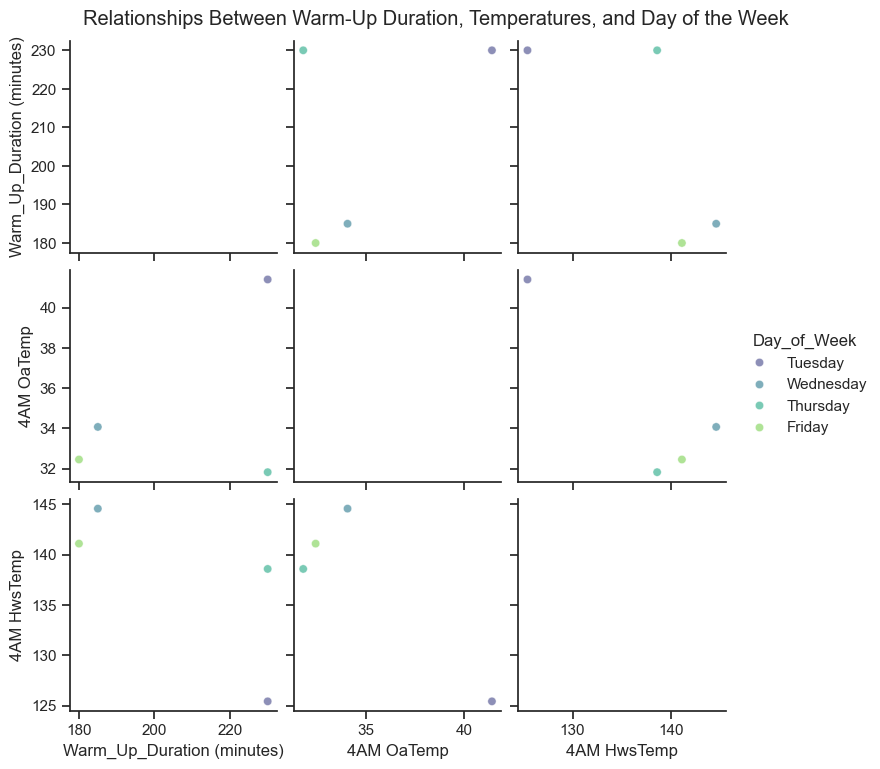 Relationships Between Warm-Up Duration, Temperatures, and Day of the Week
Warm_Up_Duration (minutes)
230
220
210
200
190
180
4AM OaTemp
40
38
36
34
32
4AM HwsTemp
145
140
135
130
125
180 200 220
Warm_Up_Duration (minutes)
35 40
4AM OaTemp
130 140
4AM HwsTemp
Day_of_Week
Tuesday
Wednesday
Thursday
Friday